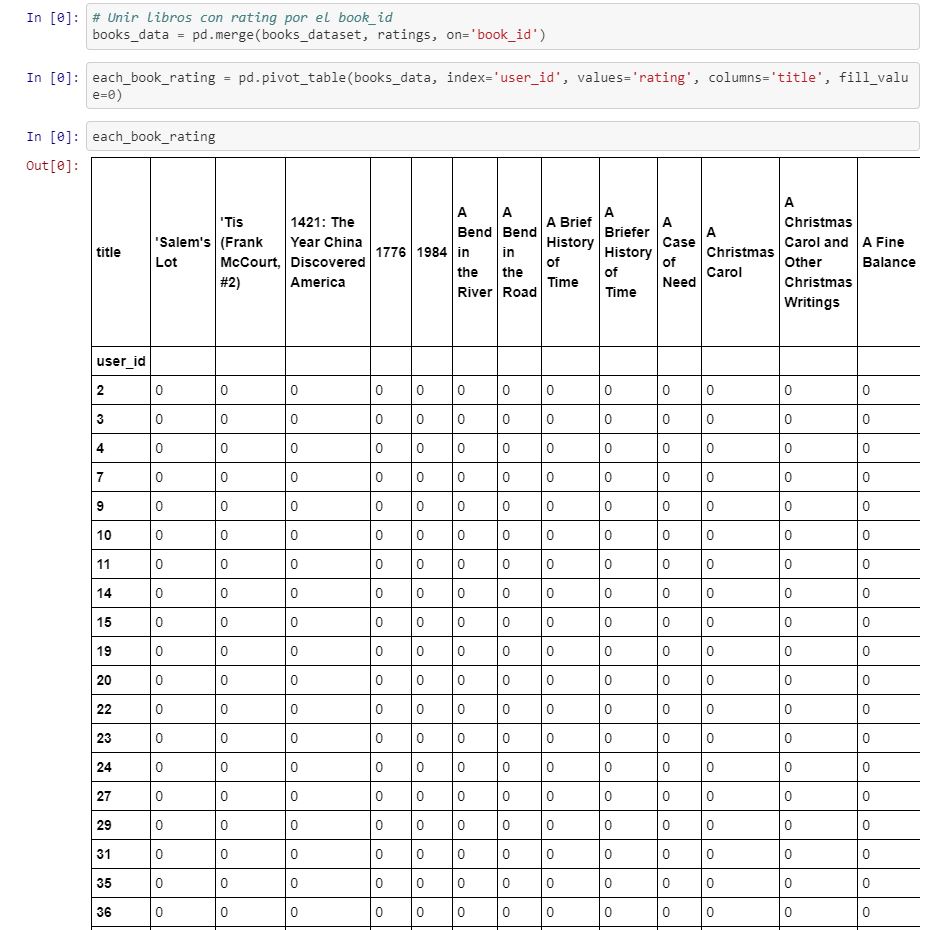 In [0]: # Unir libros con rating por el book_id
books_data = pd.merge(books_dataset, ratings, on='book_id')
In [0]: each_book_rating = pd.pivot_table(books_data, index='user_id', values='rating', columns='title', fill_valu
e=0)
In [0]: each_book_rating
Out[0]:
title 'Salem's Lot 'Tis (Frank McCourt, #2) 1421: The Year China Discovered America 1776 1984 A Bend in the River A Bend in the Road A Brief History of Time A Briefer History of Time A Case of Need A Christmas Carol A Christmas Carol and Other Christmas Writings A Fine Balance
user_id
2 0 0 0 0 0 0 0 0 0 0 0 0 0
3 0 0 0 0 0 0 0 0 0 0 0 0 0
4 0 0 0 0 0 0 0 0 0 0 0 0 0
7 0 0 0 0 0 0 0 0 0 0 0 0 0
9 0 0 0 0 0 0 0 0 0 0 0 0 0
10 0 0 0 0 0 0 0 0 0 0 0 0 0
11 0 0 0 0 0 0 0 0 0 0 0 0 0
14 0 0 0 0 0 0 0 0 0 0 0 0 0
15 0 0 0 0 0 0 0 0 0 0 0 0 0
19 0 0 0 0 0 0 0 0 0 0 0 0 0
20 0 0 0 0 0 0 0 0 0 0 0 0 0
22 0 0 0 0 0 0 0 0 0 0 0 0 0
23 0 0 0 0 0 0 0 0 0 0 0 0 0
24 0 0 0 0 0 0 0 0 0 0 0 0 0
27 0 0 0 0 0 0 0 0 0 0 0 0 0
29 0 0 0 0 0 0 0 0 0 0 0 0 0
31 0 0 0 0 0 0 0 0 0 0 0 0 0
35 0 0 0 0 0 0 0 0 0 0 0 0 0
36 0 0 0 0 0 0 0 0 0 0 0 0 0